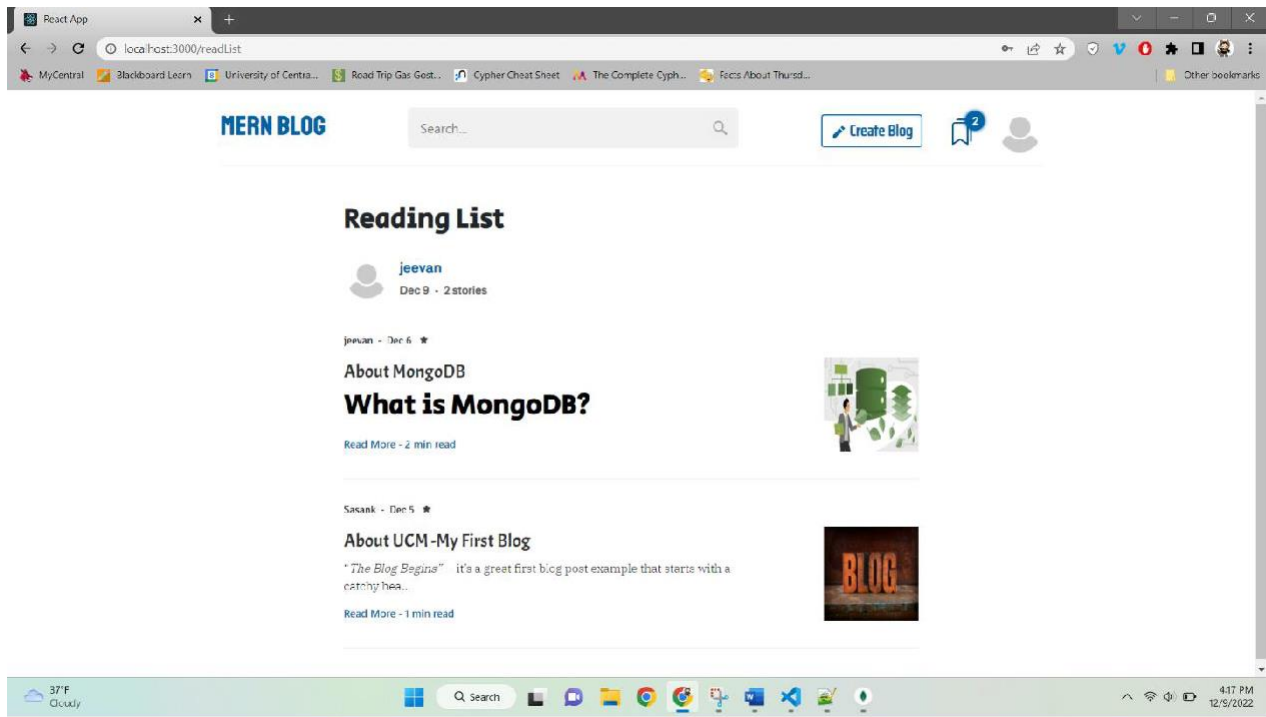 React App
localhost:3000/readList
MyCentral Blackboard Learn University of Centra... Road Trip Gas Cost... Cypher Cheat Sheet The Complete Cyph... Facts About Thursd... Other bookmarks
MERN BLOG Search... Create Blog 2
Reading List
jeevan
Dec 9 · 2 stories
jeevan · Dec 6
About MongoDB
What is MongoDB?
Read More - 2 min read
Sasank · Dec 5
About UCM -My First Blog
“The Blog Begins” it's a great first blog post example that starts with a
catchy hea...
Read More - 1 min read
BLOG
37°F
Cloudy
Search
4:17 PM
12/9/2022